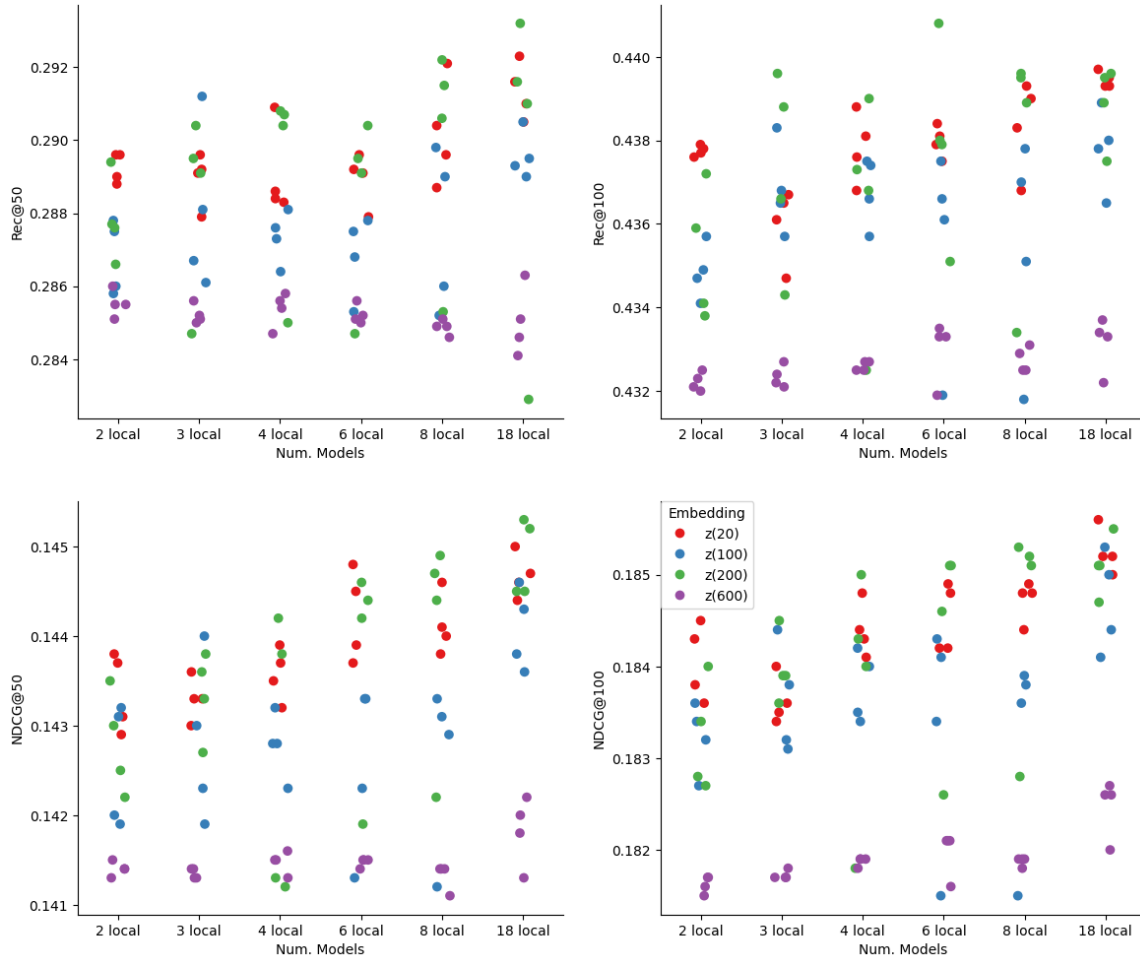 0.292
0.290
0.288
0.286
0.284
Rec@50
2 local 3 local 4 local 6 local 8 local 18 local
Num. Models
0.440
0.438
0.436
0.434
0.432
Rec@100
2 local 3 local 4 local 6 local 8 local 18 local
Num. Models
0.145
0.144
0.143
0.142
0.141
NDCG@50
2 local 3 local 4 local 6 local 8 local 18 local
Num. Models
Embedding
z(20)
z(100)
z(200)
z(600)
0.185
0.184
0.183
0.182
NDCG@100
2 local 3 local 4 local 6 local 8 local 18 local
Num. Models